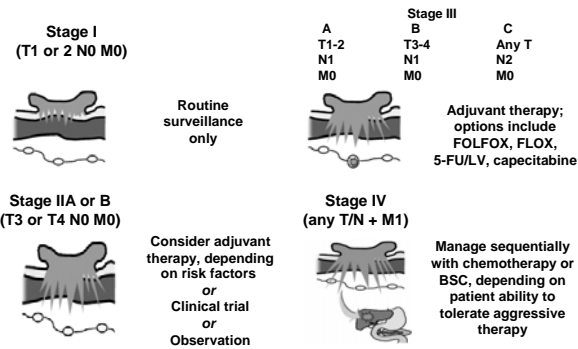 Stage I
(T1 or 2 N0 M0)
Routine
surveillance
only
Stage III
A B C
T1-2 T3-4 Any T
N1 N1 N2
M0 M0 M0
Adjuvant therapy;
options include
FOLFOX, FLOX,
5-FU/LV, capecitabine
Stage IIA or B
(T3 or T4 N0 M0)
Consider adjuvant
therapy, depending
on risk factors
or
Clinical trial
or
Observation
Stage IV
(any T/N + M1)
Manage sequentially
with chemotherapy or
BSC, depending on
patient ability to
tolerate aggressive
therapy